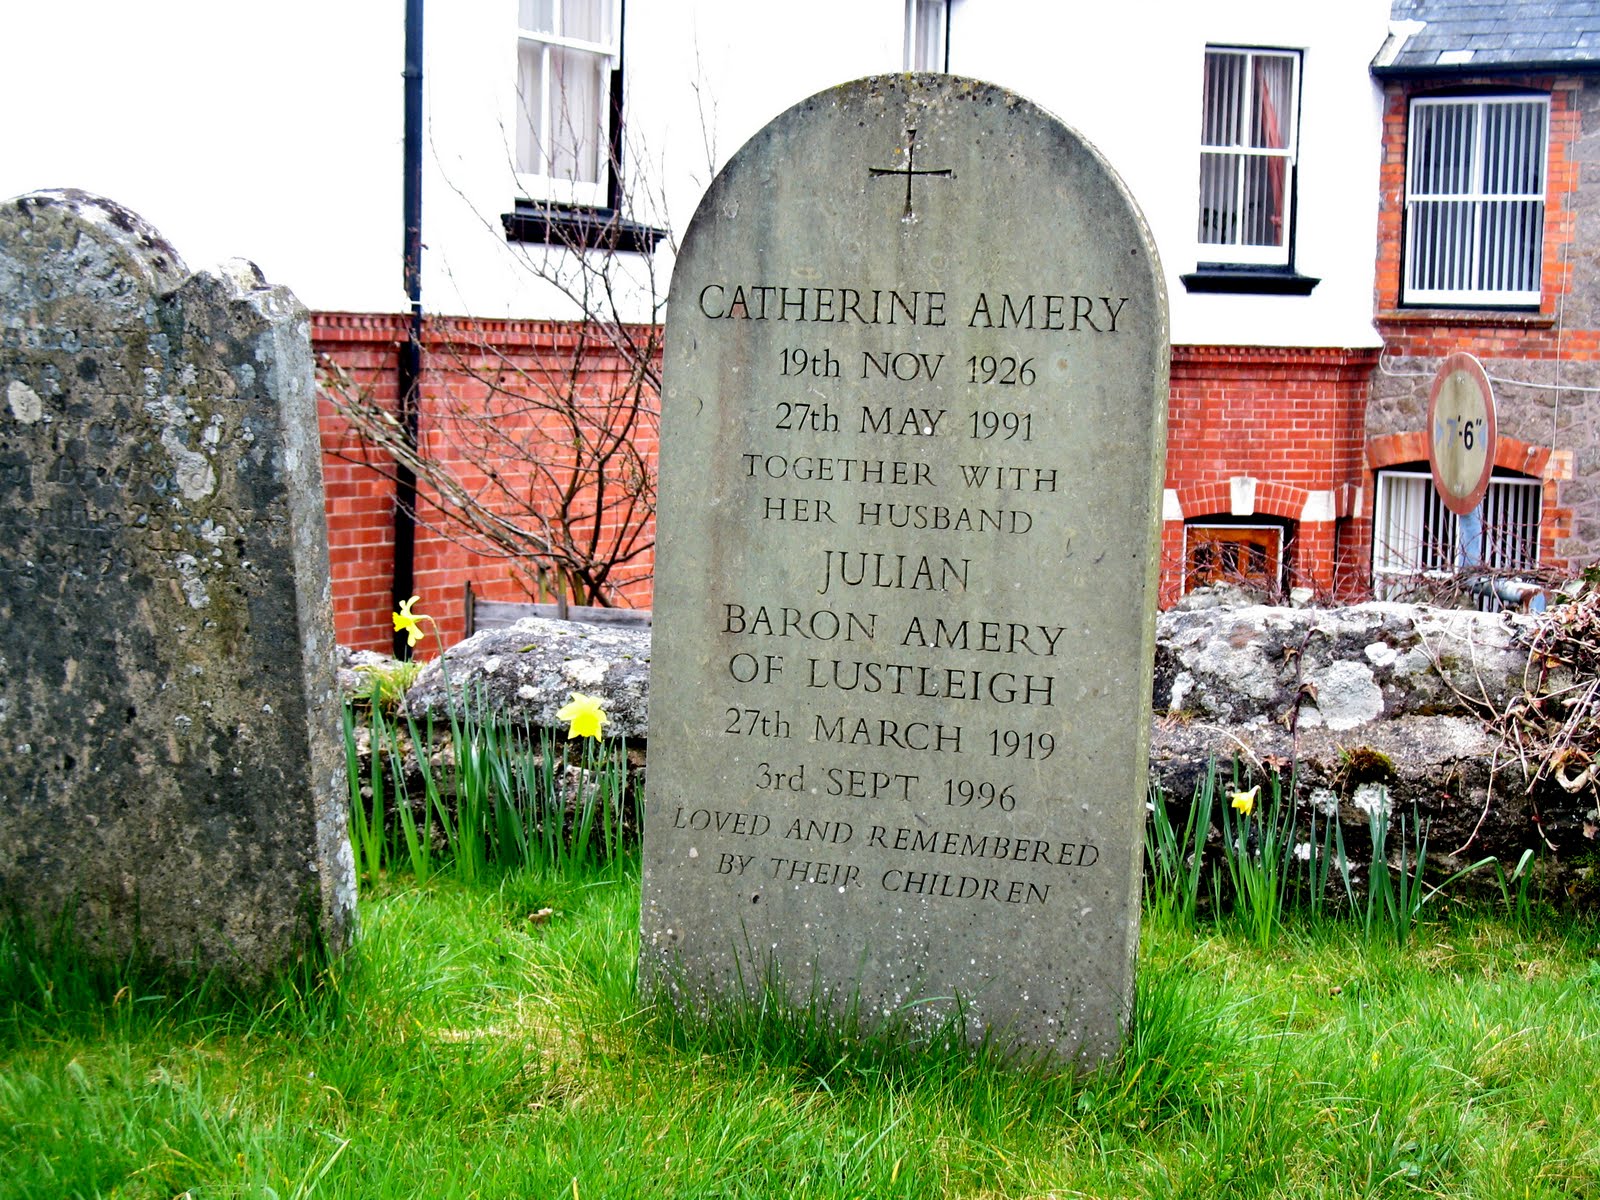 CATHERINE AMERY
19th NOV 1926
27th MAY 1991
TOGETHER WITH
HER HUSBAND
JULIAN
BARON AMERY
OF LUSTLEIGH
27th MARCH 1919
3rd SEPT 1996
LOVED AND REMEMBERED
BY THEIR CHILDREN
7'-6"